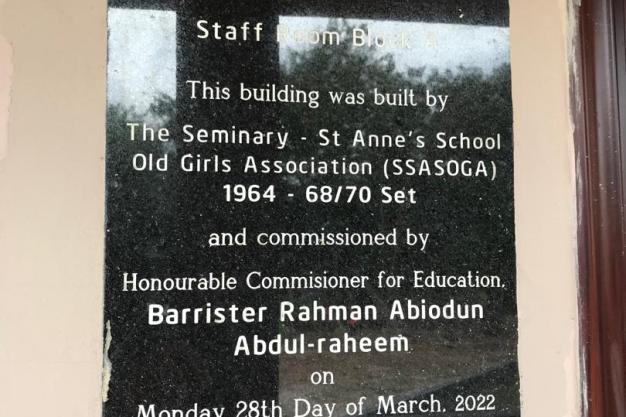 Staff Room Block
This building was built by
The Seminary - St Anne's School
Old Girls Association (SSASOGA)
1964 - 68/70 Set
and commissioned by
Honourable Commisioner for Education,
Barrister Rahman Abiodun
Abdul-raheem
on
Monday 28th Day of March, 2022